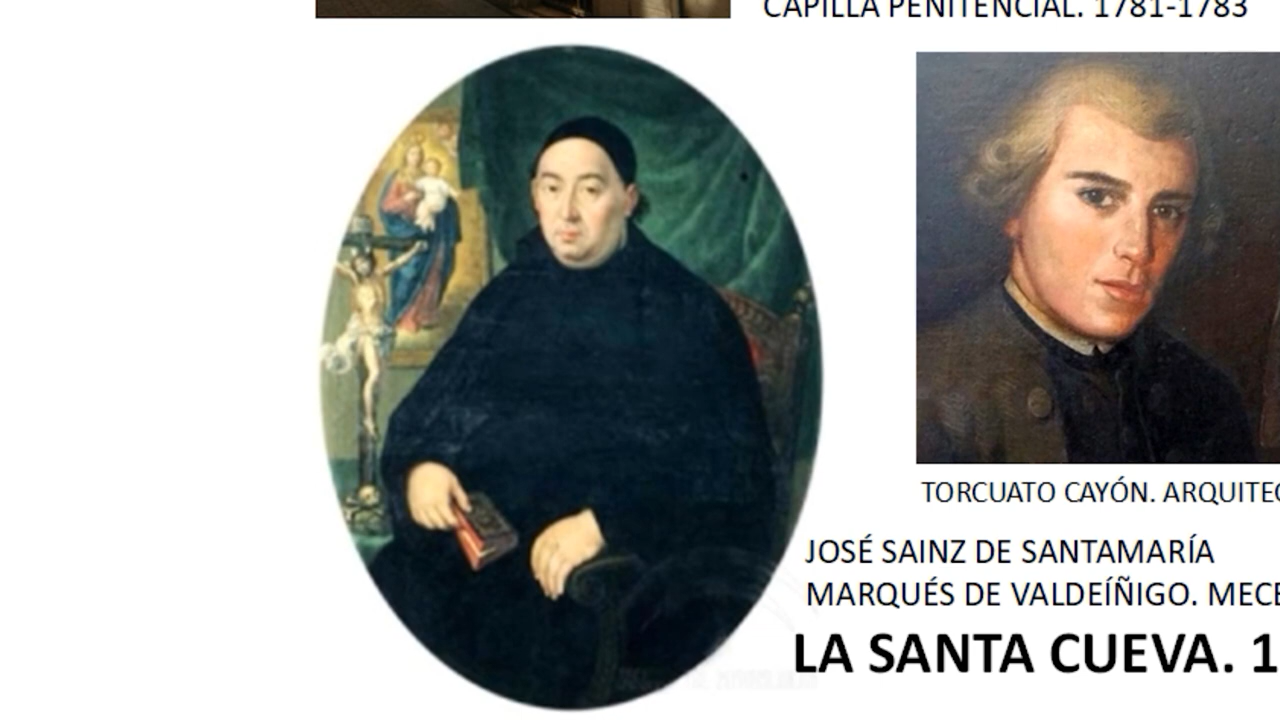 CAPILLA PENITENCIAL. 1781-1783
TORCUATO CAYÓN. ARQUITEC
JOSÉ SAINZ DE SANTAMARÍA
MARQUÉS DE VALDEÍÑIGO. MECE
LA SANTA CUEVA. 1